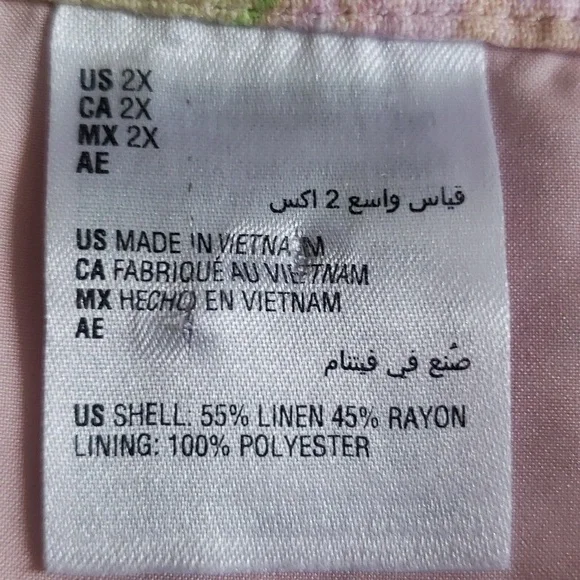 US 2X
CA 2X
MX 2X
AE
قياس واسع 2 اكس
US MADE IN VIETNAM
CA FABRIQUÉ AU VIETNAM
MX HECHO EN VIETNAM
AE
صُنع في فيتنام
US SHELL: 55% LINEN 45% RAYON
LINING: 100% POLYESTER